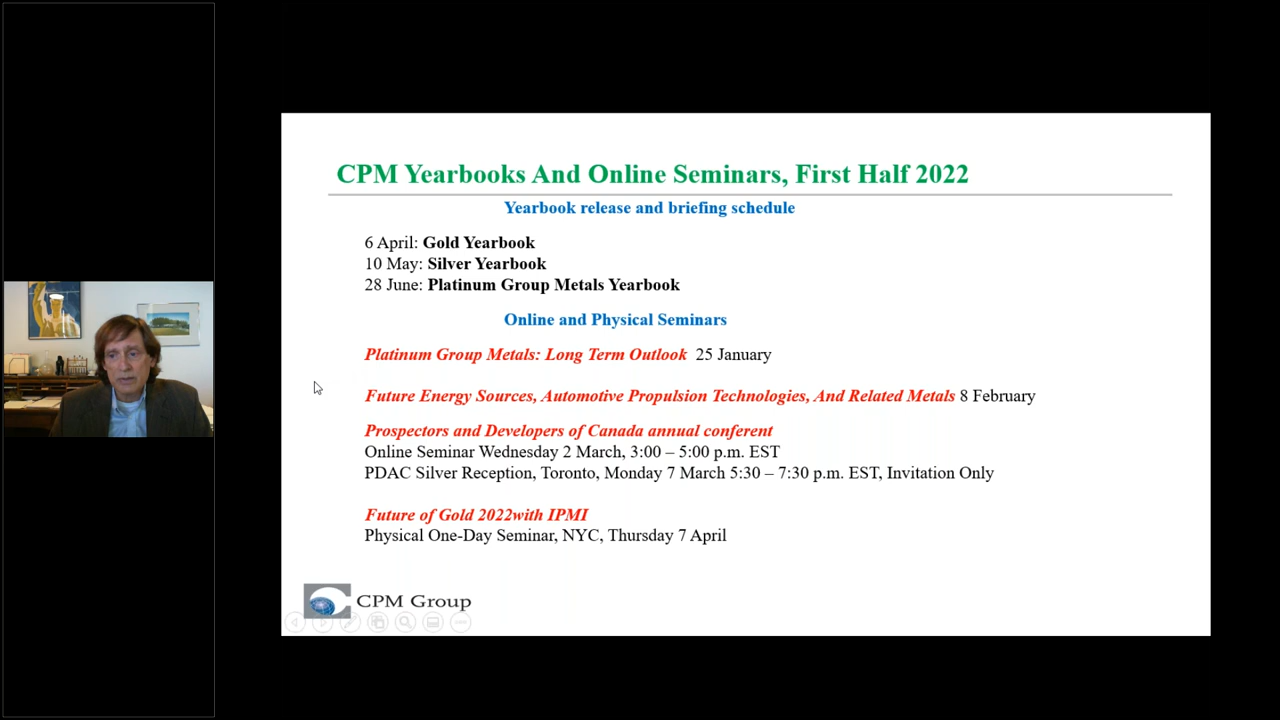 CPM Yearbooks And Online Seminars, First Half 2022
Yearbook release and briefing schedule
6 April: Gold Yearbook
10 May: Silver Yearbook
28 June: Platinum Group Metals Yearbook
Online and Physical Seminars
Platinum Group Metals: Long Term Outlook 25 January
Future Energy Sources, Automotive Propulsion Technologies, And Related Metals 8 February
Prospectors and Developers of Canada annual conferent
Online Seminar Wednesday 2 March, 3:00 – 5:00 p.m. EST
PDAC Silver Reception, Toronto, Monday 7 March 5:30 – 7:30 p.m. EST, Invitation Only
Future of Gold 2022with IPMI
Physical One-Day Seminar, NYC, Thursday 7 April
CPM Group